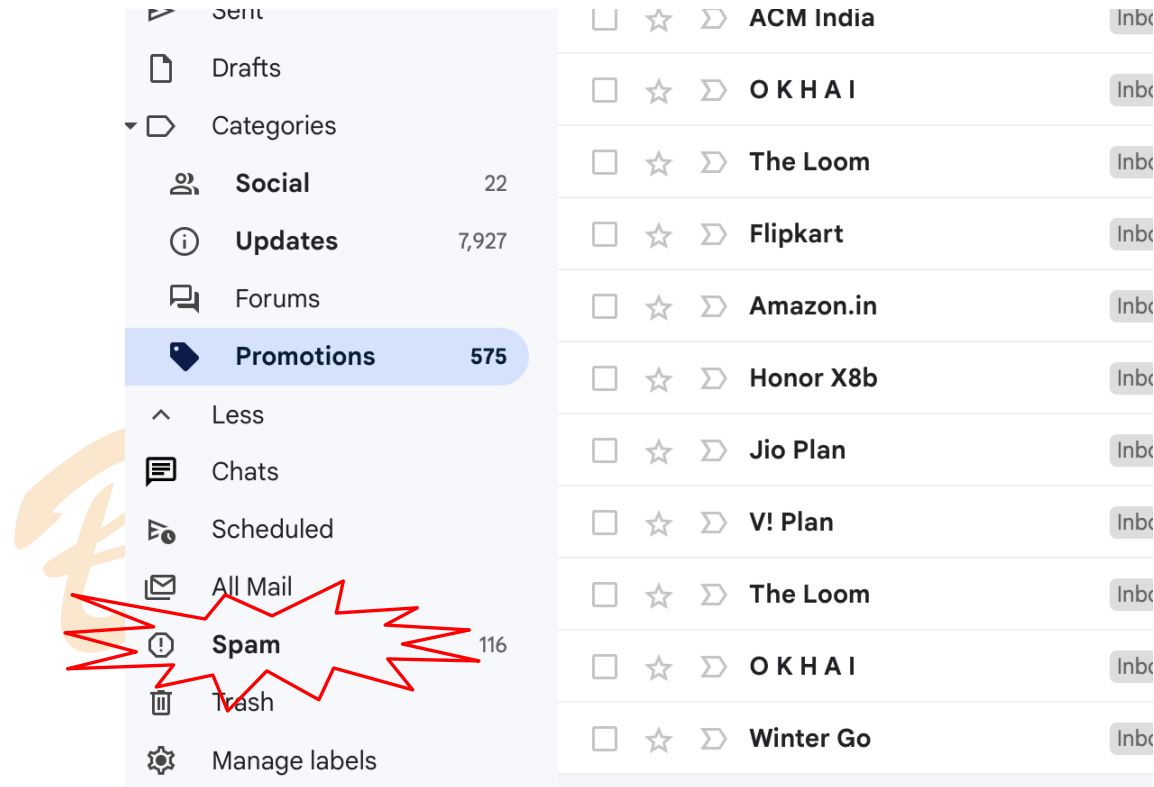 Sent
Drafts
Categories
Social 22
Updates 7,927
Forums
Promotions 575
Less
Chats
Scheduled
All Mail
Spam 116
Trash
Manage labels
ACM India
O K H A I
The Loom
Flipkart
Amazon.in
Honor X8b
Jio Plan
V! Plan
The Loom
O K H A I
Winter Go